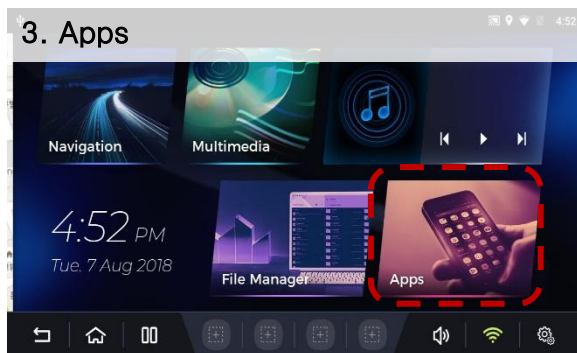 3. Apps
4:52
Navigation
Multimedia
4:52 PM
Tue. 7 Aug 2018
File Manager
Apps